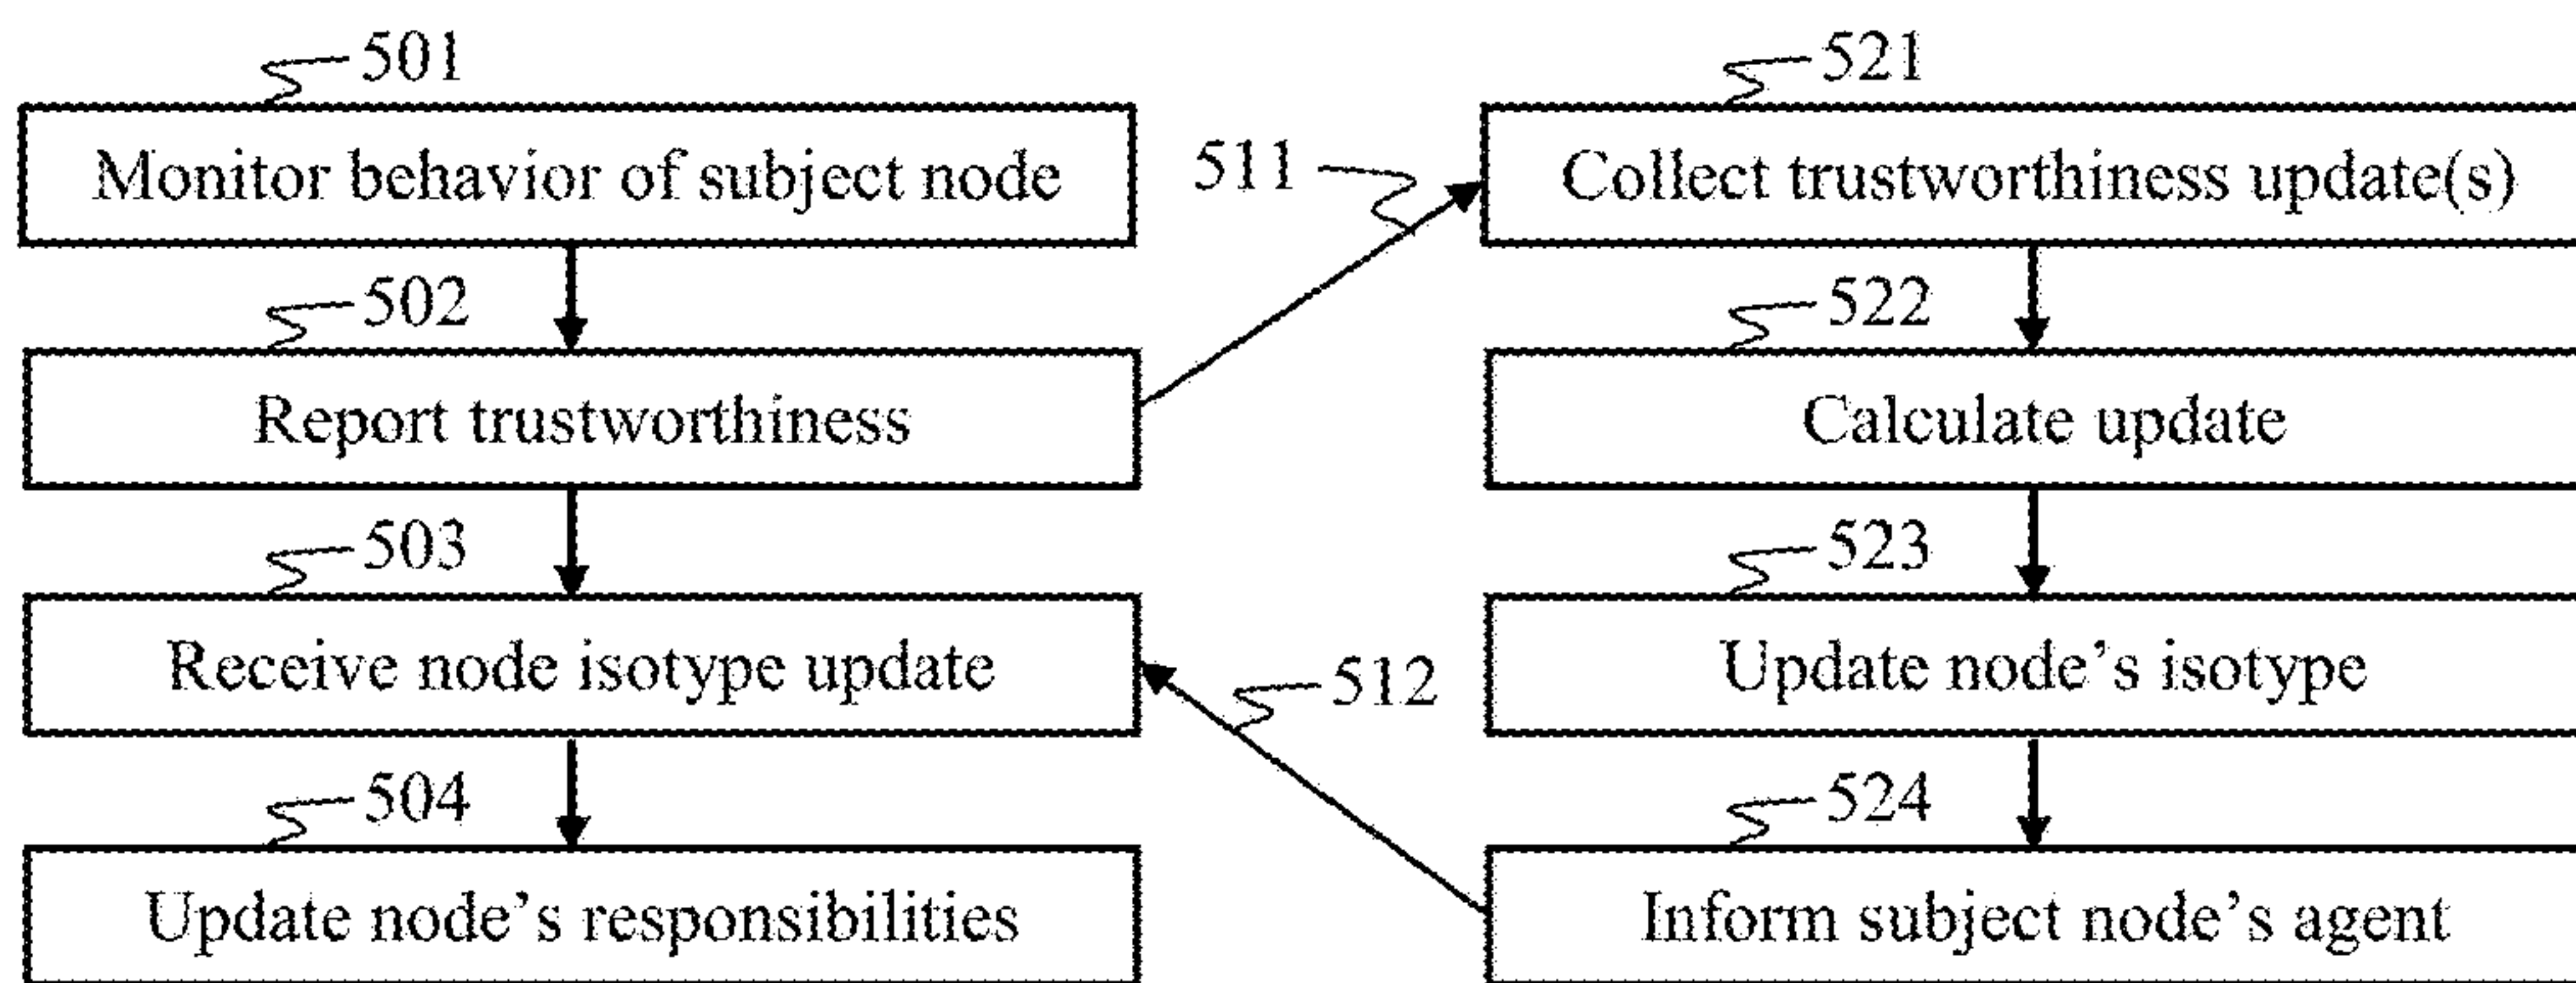 501
Monitor behavior of subject node
502
Report trustworthiness
503
Receive node isotype update
504
Update node's responsibilities
511
512
521
Collect trustworthiness update(s)
522
Calculate update
523
Update node's isotype
524
Inform subject node's agent